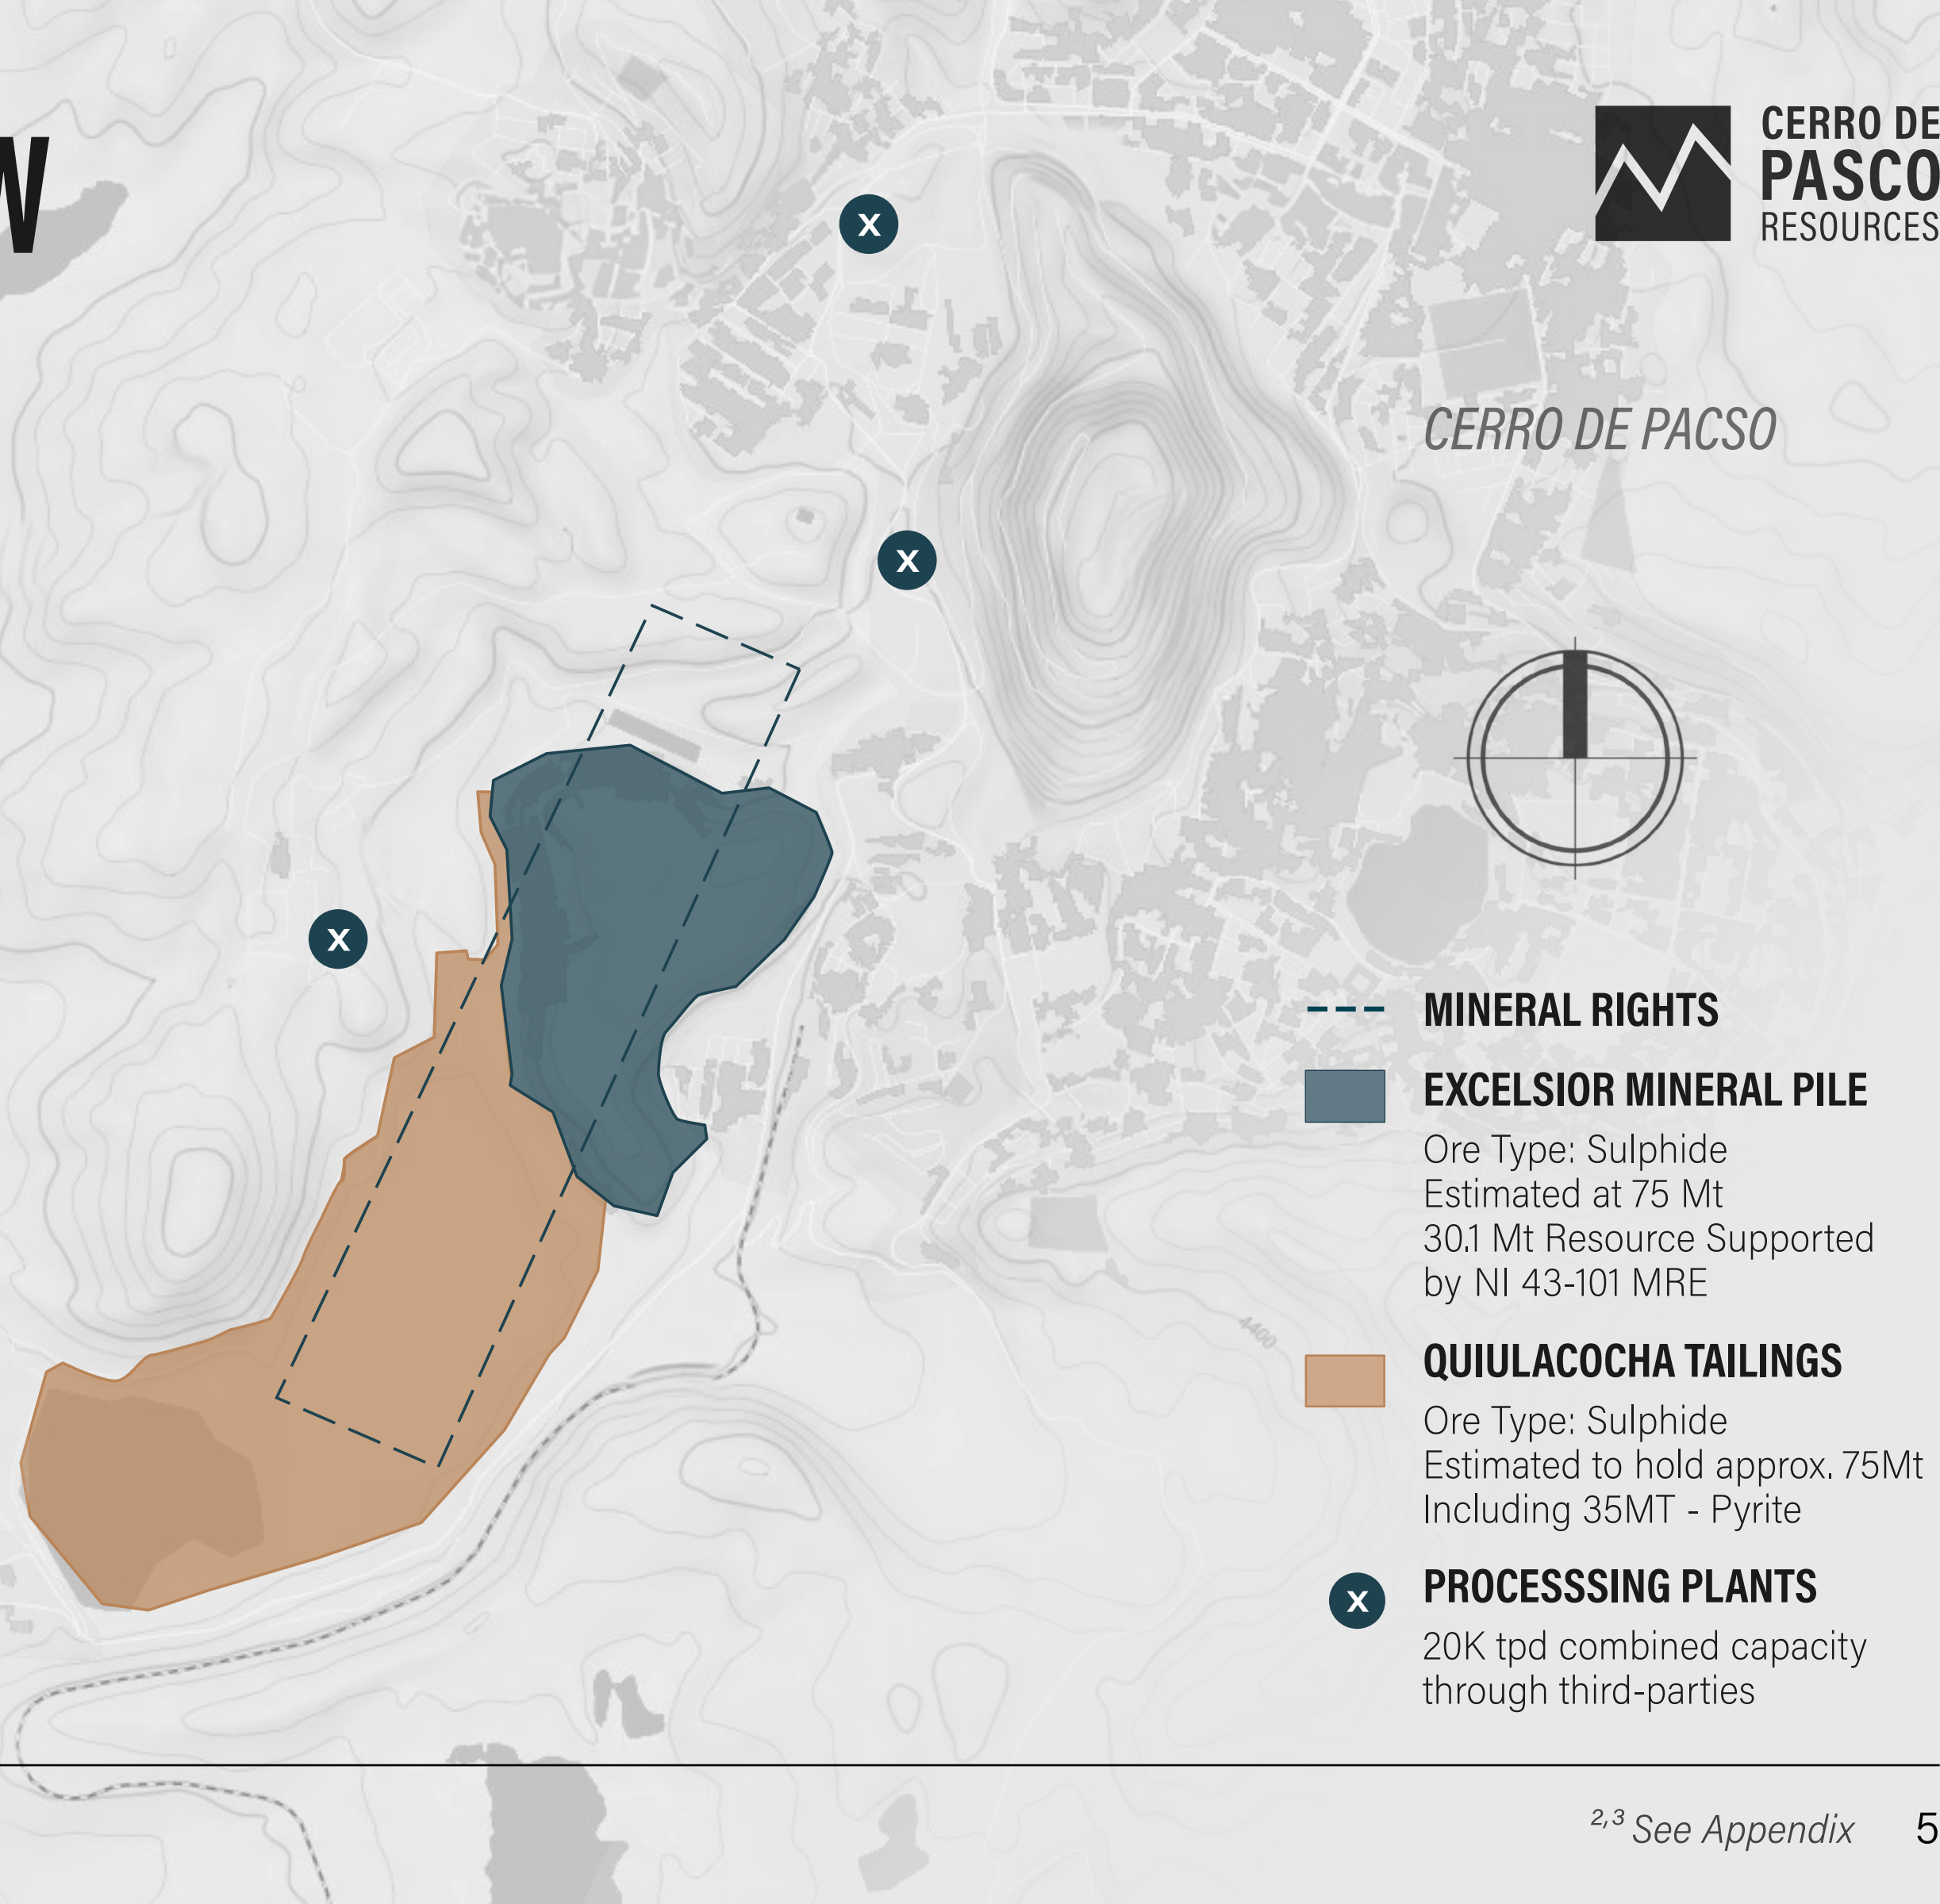 W
CERRO DE
PASCO
RESOURCES
X
CERRO DE PACSO
X
X
MINERAL RIGHTS
EXCELSIOR MINERAL PILE
Ore Type: Sulphide
Estimated at 75 Mt
30.1 Mt Resource Supported
by NI 43-101 MRE
4400
QUIULACOCHA TAILINGS
Ore Type: Sulphide
Estimated to hold approx. 75Mt
Including 35MT - Pyrite
X
PROCESSSING PLANTS
20K tpd combined capacity
through third-parties
2,3 See Appendix
5